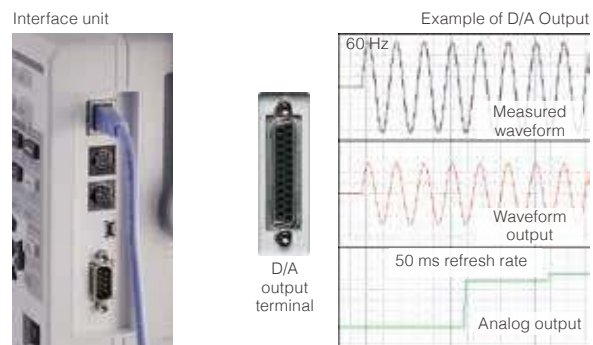 Interface unit
Example of D/A Output
60 Hz
Measured
waveform
Waveform
output
50 ms refresh rate
Analog output
D/A
output
terminal